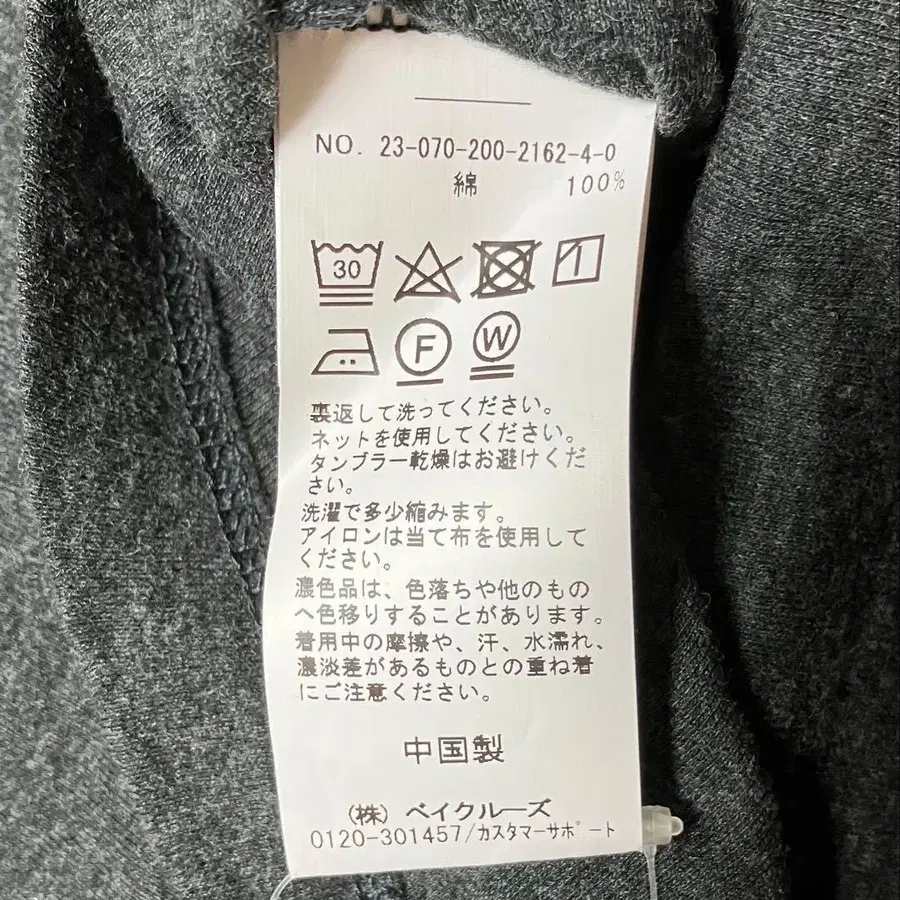 NO. 23-070-200-2162-4-0
綿 100%
30
F W
裏返して洗ってください。
ネットを使用してください。
タンブラー乾燥はお避けくだ
さい。
洗濯で多少縮みます。
アイロンは当て布を使用して
ください。
濃色品は、色落ちや他のもの
へ色移りすることがあります。
着用中の摩擦や、汗、水濡れ、
濃淡差があるものとの重ね着
にご注意ください。
中国製
(株) ベイクルーズ
0120-301457/カスタマーサポート